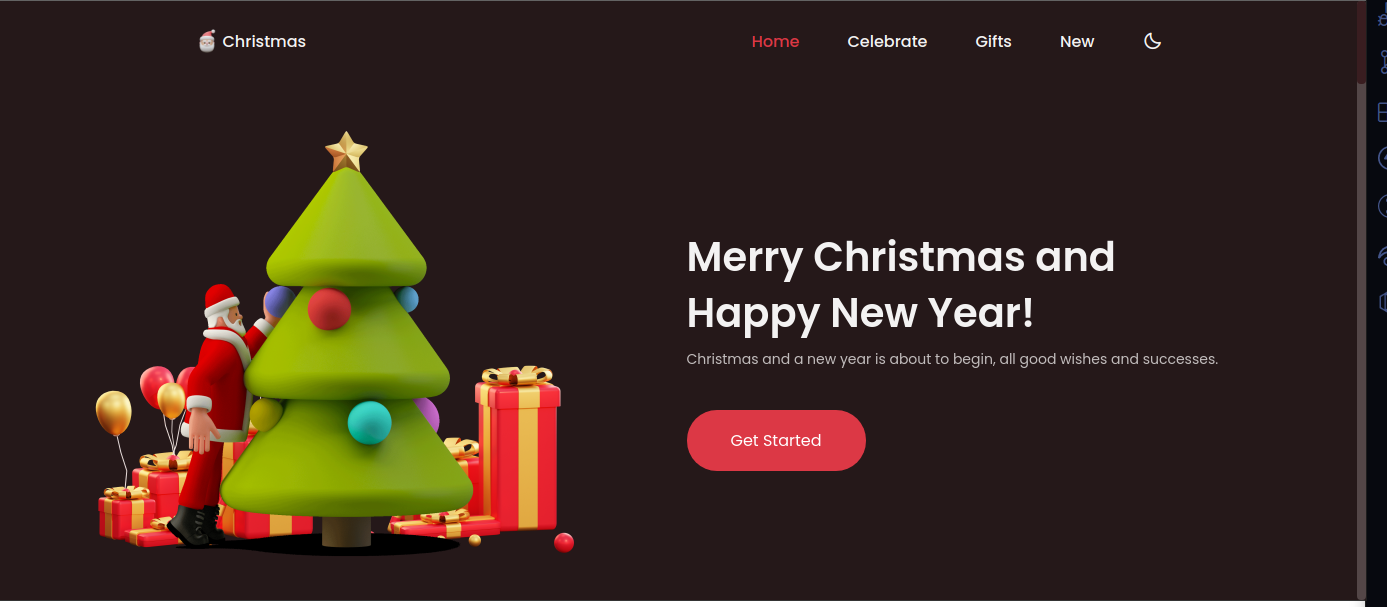 Christmas
Home
Celebrate
Gifts
New
Merry Christmas and
Happy New Year!
Christmas and a new year is about to begin, all good wishes and successes.
Get Started